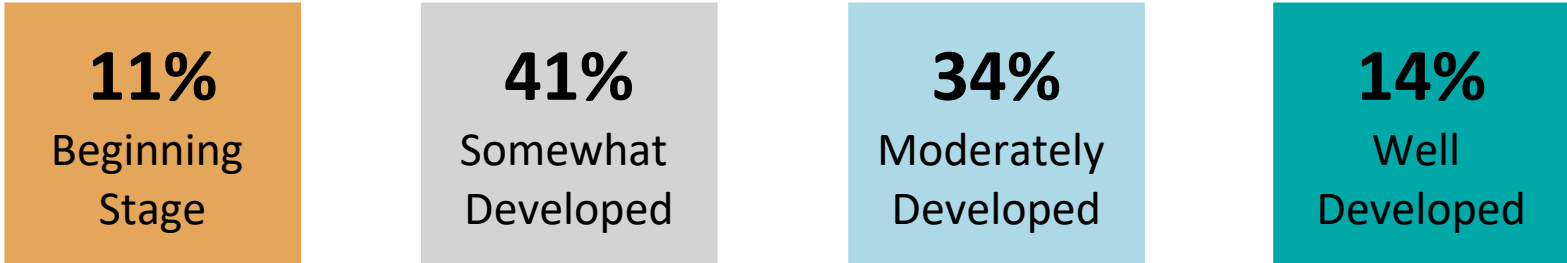 11%
Beginning
Stage
41%
Somewhat
Developed
34%
Moderately
Developed
14%
Well
Developed